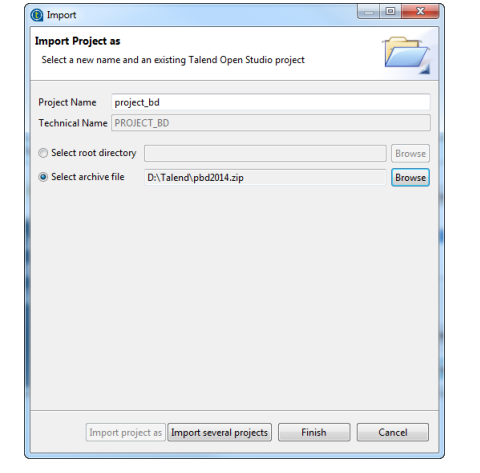 Import
Import Project as
Select a new name and an existing Talend Open Studio project
Project Name project_bd
Technical Name PROJECT_BD
Select root directory Browse
Select archive file D:\Talend\pbd2014.zip Browse
Import project as Import several projects Finish Cancel